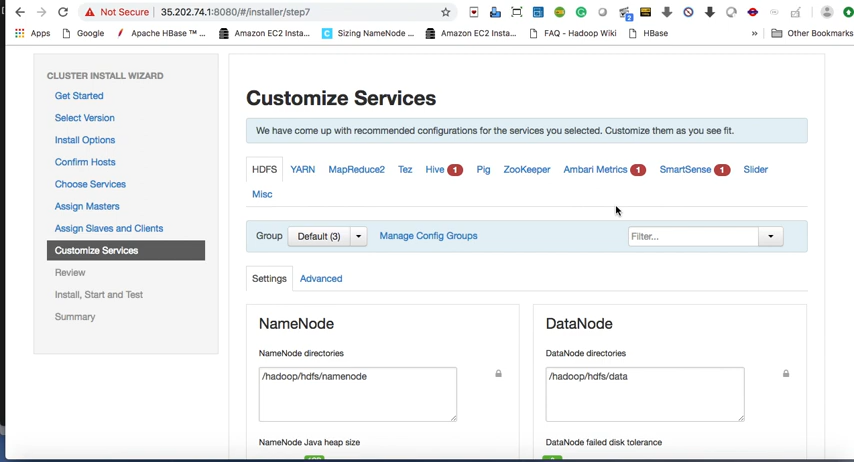 Not Secure | 35.202.74.1:8080/#/installer/step7
Apps Google Apache HBase ™ ... Amazon EC2 Insta... Sizing NameNode ... Amazon EC2 Insta... FAQ - Hadoop Wiki HBase » Other Bookmarks
CLUSTER INSTALL WIZARD
Get Started
Select Version
Install Options
Confirm Hosts
Choose Services
Assign Masters
Assign Slaves and Clients
Customize Services
Review
Install, Start and Test
Summary
Customize Services
We have come up with recommended configurations for the services you selected. Customize them as you see fit.
HDFS YARN MapReduce2 Tez Hive 1 Pig ZooKeeper Ambari Metrics 1 SmartSense 1 Slider
Misc
Group Default (3) Manage Config Groups Filter...
Settings Advanced
NameNode
NameNode directories
/hadoop/hdfs/namenode
NameNode Java heap size
DataNode
DataNode directories
/hadoop/hdfs/data
DataNode failed disk tolerance